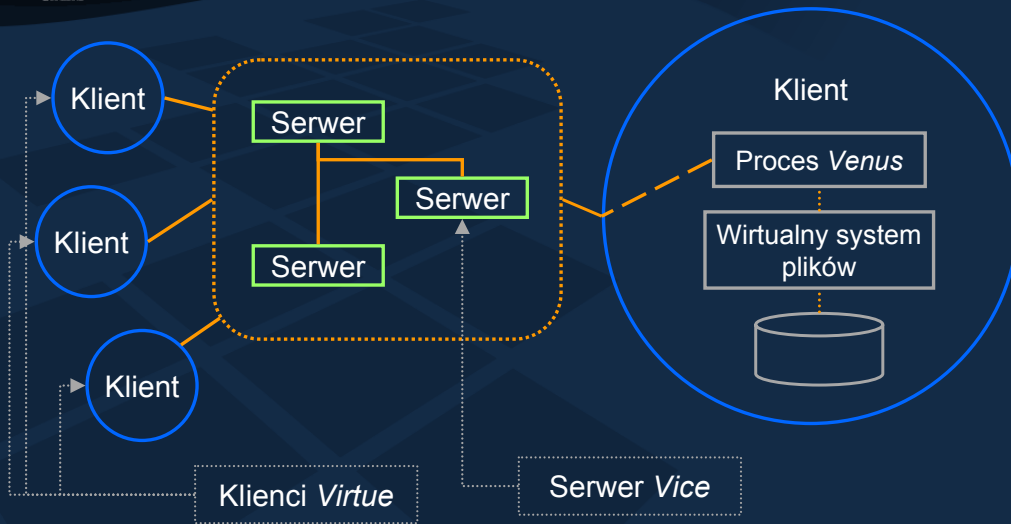 Klient
Klient
Klient
Serwer
Serwer
Serwer
Klient
Proces Venus
Wirtualny system
plików
Klienci Virtue
Serwer Vice